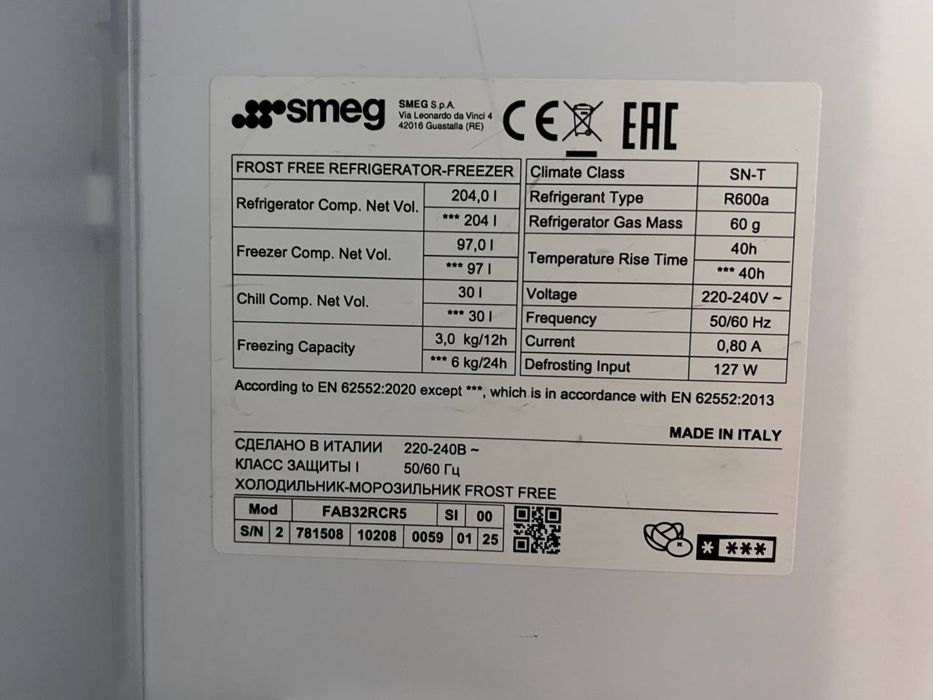 smeg
SMEG S.p.A.
Via Leonardo da Vinci 4
42016 Guastalla (RE)
CE
EAC
FROST FREE REFRIGERATOR-FREEZER
Refrigerator Comp. Net Vol.
204,0 l
*** 204 l
Freezer Comp. Net Vol.
97,0 l
*** 97 l
Chill Comp. Net Vol.
30 l
*** 30 l
Freezing Capacity
3,0 kg/12h
*** 6 kg/24h
Climate Class SN-T
Refrigerant Type R600a
Refrigerator Gas Mass 60 g
Temperature Rise Time
40h
*** 40h
Voltage 220-240V ~
Frequency 50/60 Hz
Current 0,80 A
Defrosting Input 127 W
According to EN 62552:2020 except ***, which is in accordance with EN 62552:2013
MADE IN ITALY
СДЕЛАНО В ИТАЛИИ 220-240В ~
КЛАСС ЗАЩИТЫ I 50/60 Гц
ХОЛОДИЛЬНИК-МОРОЗИЛЬНИК FROST FREE
Mod FAB32RCR5 SI 00
S/N 2 781508 10208 0059 01 25
* ***